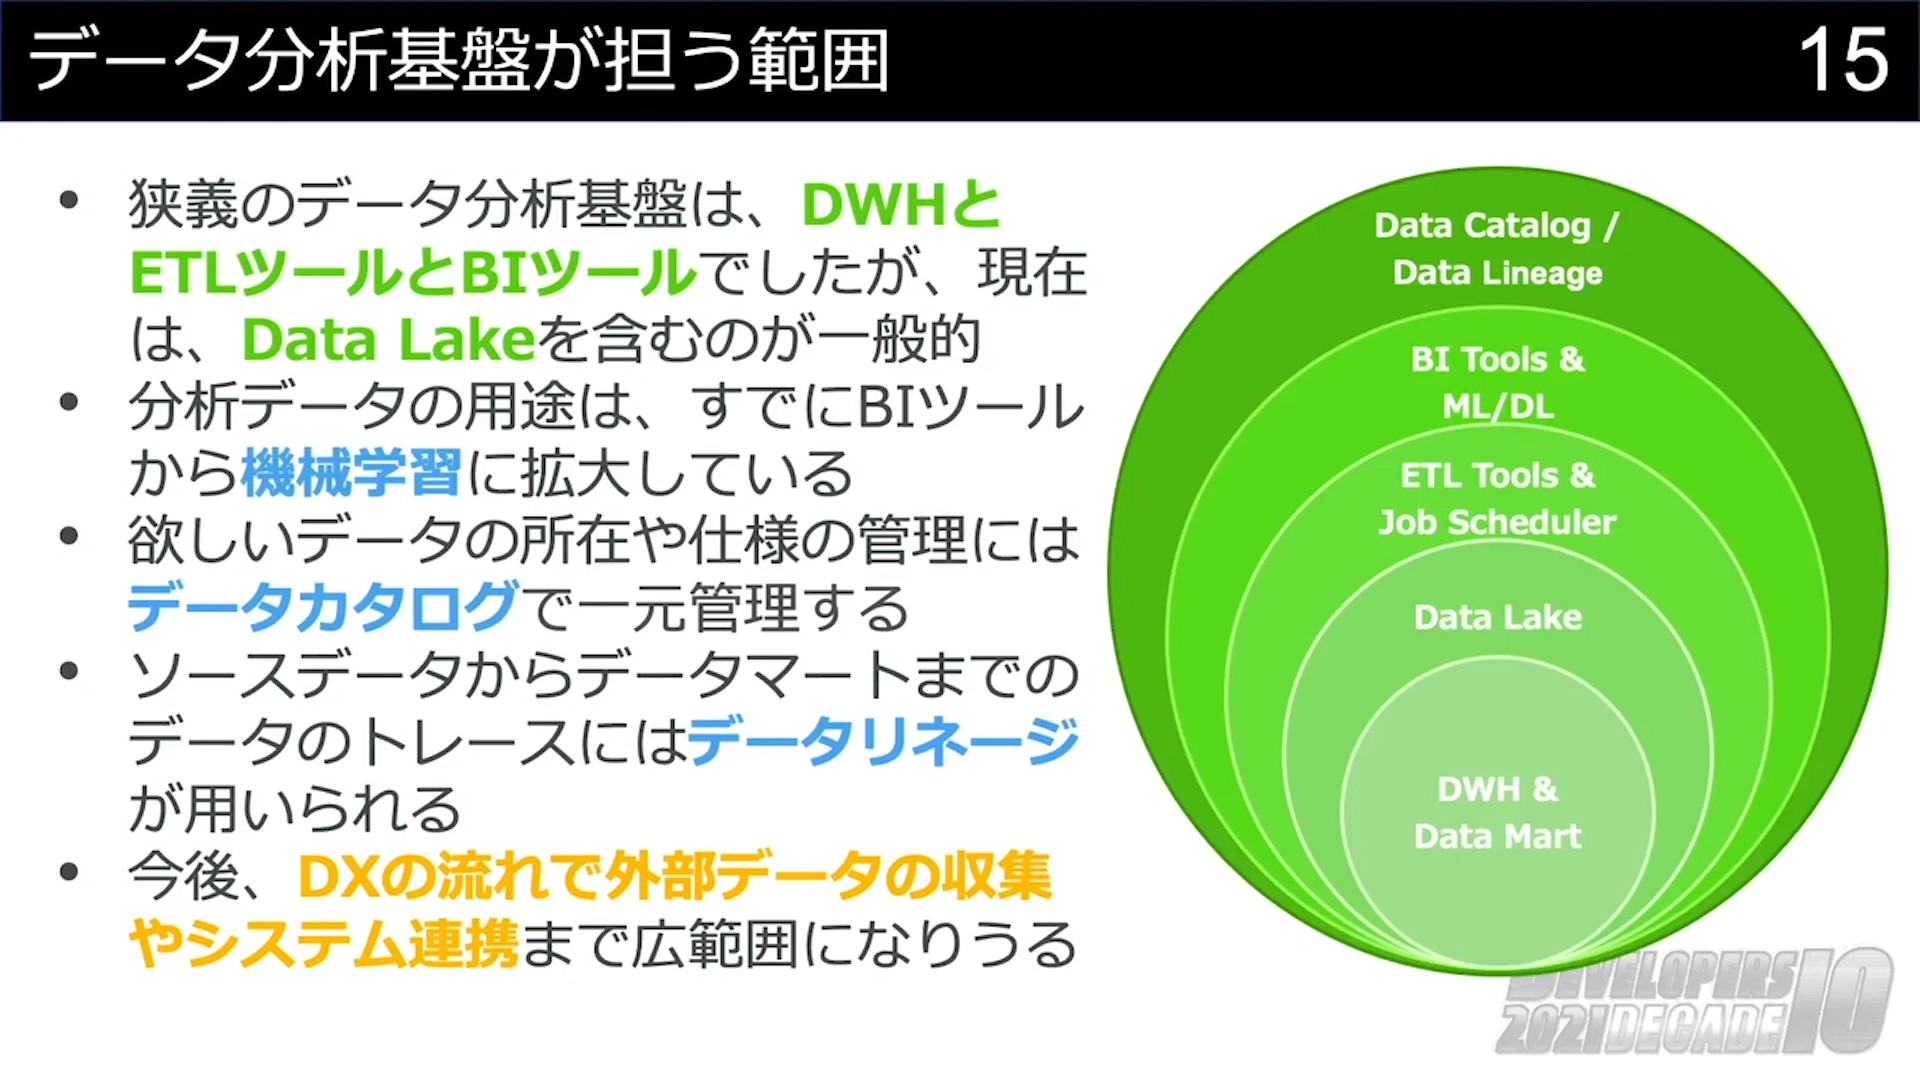 データ分析基盤が担う範囲
15
• 狭義のデータ分析基盤は、DWHと
ETLツールとBIツールでしたが、現在
は、Data Lakeを含むのが一般的
• 分析データの用途は、すでにBIツール
から機械学習に拡大している
• 欲しいデータの所在や仕様の管理には
データカタログで一元管理する
• ソースデータからデータマートまでの
データのトレースにはデータリネージ
が用いられる
• 今後、DXの流れで外部データの収集
やシステム連携まで広範囲になりうる
Data Catalog /
Data Lineage
BI Tools &
ML/DL
ETL Tools &
Job Scheduler
Data Lake
DWH &
Data Mart
DEVELOPERS
2021 DECADE 10